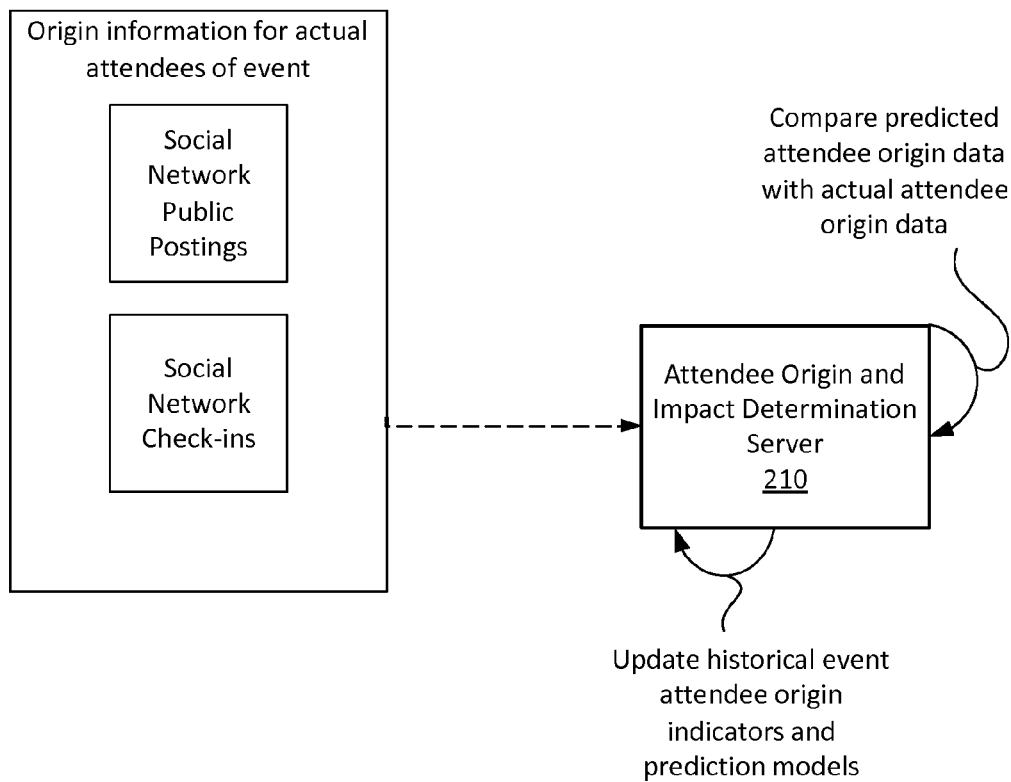 Origin information for actual
attendees of event
Social
Network
Public
Postings
Social
Network
Check-ins
Compare predicted
attendee origin data
with actual attendee
origin data
Attendee Origin and
Impact Determination
Server
210
Update historical event
attendee origin
indicators and
prediction models